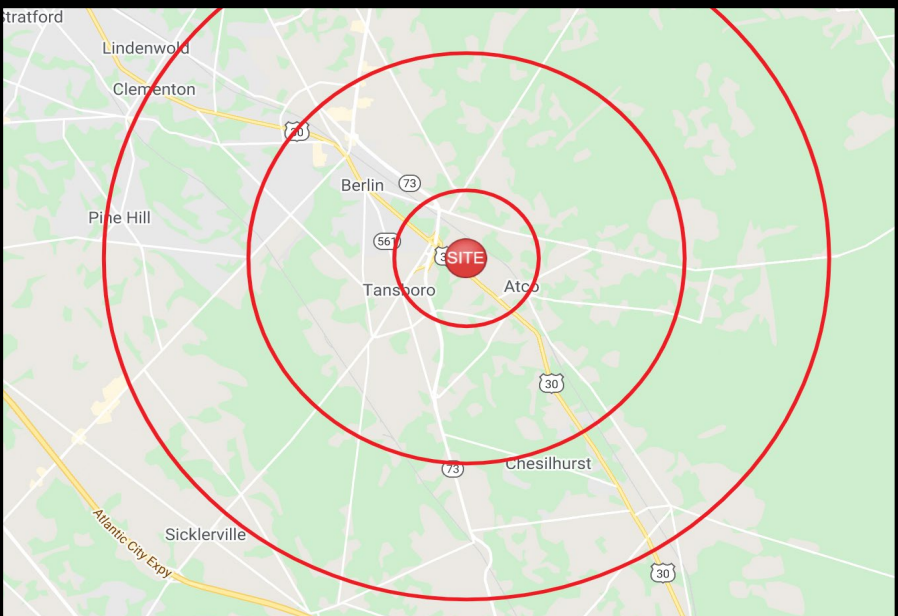 Stratford
Lindenwold
Clementon
30
Berlin
73
Pine Hill
561
SITE
Tansboro
Atco
30
73
Chesilhurst
Sicklerville
Atlantic City Expy
30